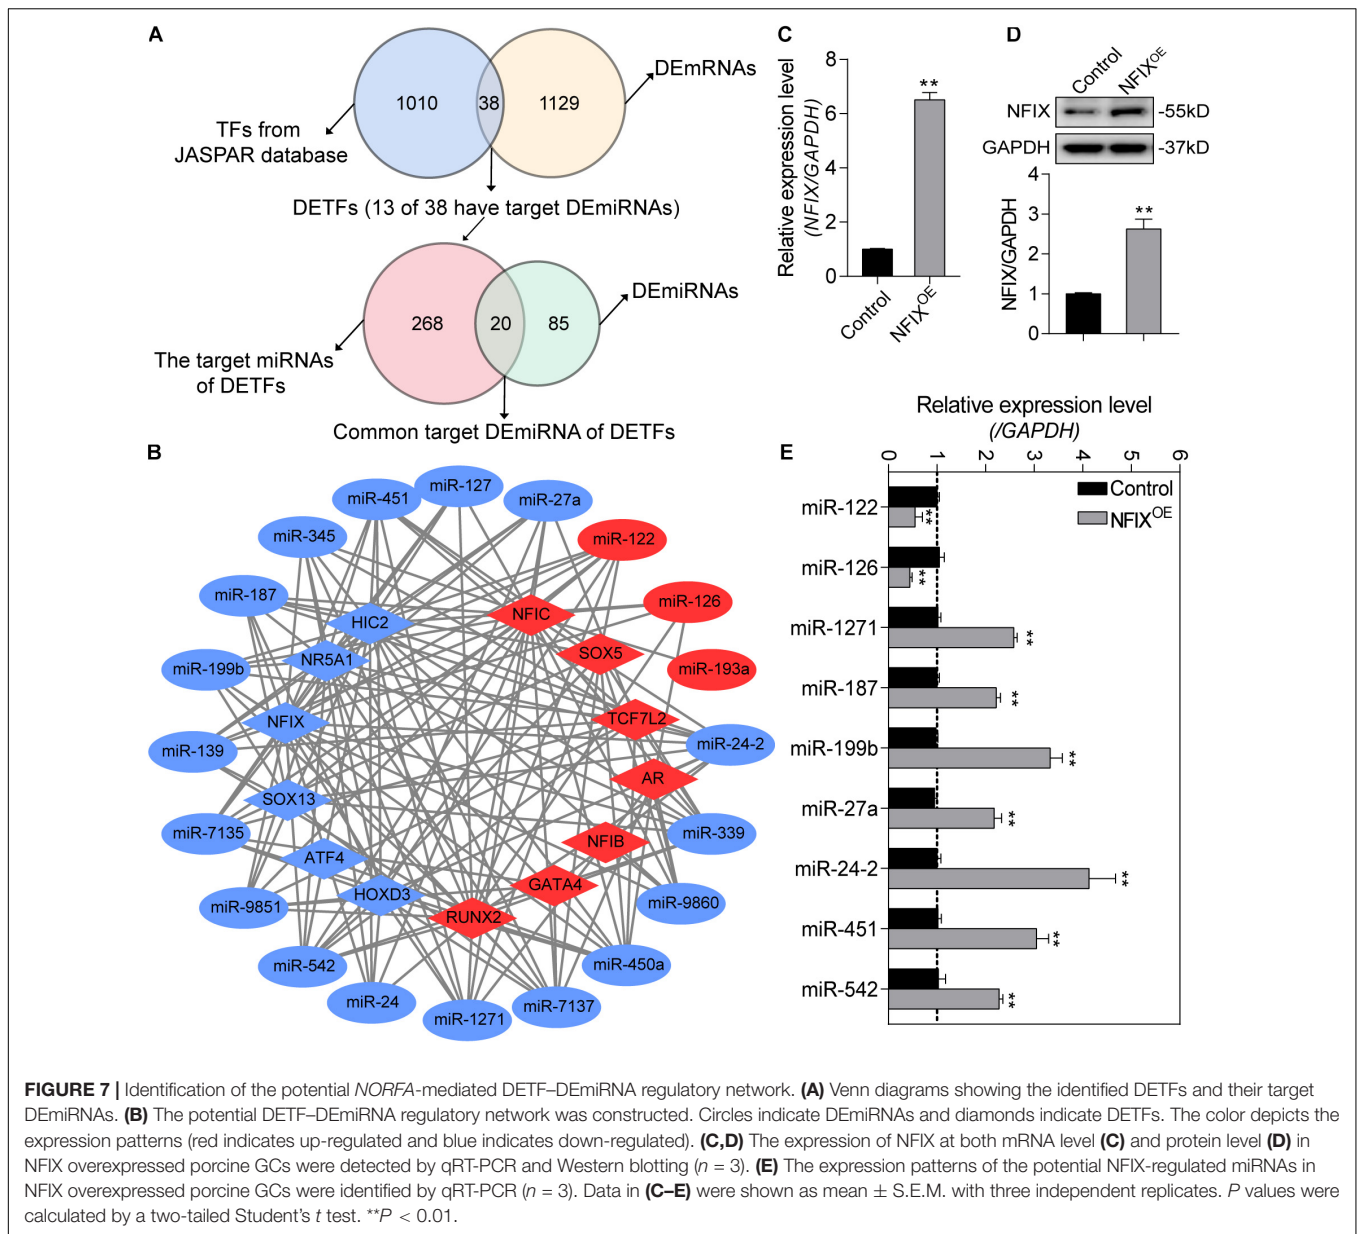 A
1010
38
1129
DEmRNAs
TFs from
JASPAR database
DETFs (13 of 38 have target DEmiRNAs)
268
20
85
DEmiRNAs
The target miRNAs
of DETFs
Common target DEmiRNA of DETFs
B
miR-451
miR-127
miR-27a
miR-345
miR-122
miR-187
miR-126
HIC2
NFIC
NR5A1
SOX5
miR-199b
miR-193a
NFIX
TCF7L2
miR-139
miR-24-2
AR
SOX13
miR-7135
miR-339
NFIB
ATF4
HOXD3
GATA4
miR-9851
miR-9860
RUNX2
miR-542
miR-450a
miR-24
miR-1271
miR-7137
C
Relative expression level
(NFIX/GAPDH)
8
6
4
2
0
**
Control
NFIX^OE
D
Control
NFIX^OE
NFIX
-55kD
GAPDH
-37kD
NFIX/GAPDH
4
3
2
1
0
**
E
Relative expression level
(/GAPDH)
0 1 2 3 4 5 6
Control
NFIX^OE
miR-122
**
miR-126
**
miR-1271
**
miR-187
**
miR-199b
**
miR-27a
**
miR-24-2
**
miR-451
**
miR-542
**
FIGURE 7 | Identification of the potential NORFA-mediated DETF–DEmiRNA regulatory network. (A) Venn diagrams showing the identified DETFs and their target
DEmiRNAs. (B) The potential DETF–DEmiRNA regulatory network was constructed. Circles indicate DEmiRNAs and diamonds indicate DETFs. The color depicts the
expression patterns (red indicates up-regulated and blue indicates down-regulated). (C,D) The expression of NFIX at both mRNA level (C) and protein level (D) in
NFIX overexpressed porcine GCs were detected by qRT-PCR and Western blotting (n = 3). (E) The expression patterns of the potential NFIX-regulated miRNAs in
NFIX overexpressed porcine GCs were identified by qRT-PCR (n = 3). Data in (C–E) were shown as mean ± S.E.M. with three independent replicates. P values were
calculated by a two-tailed Student's t test. **P < 0.01.